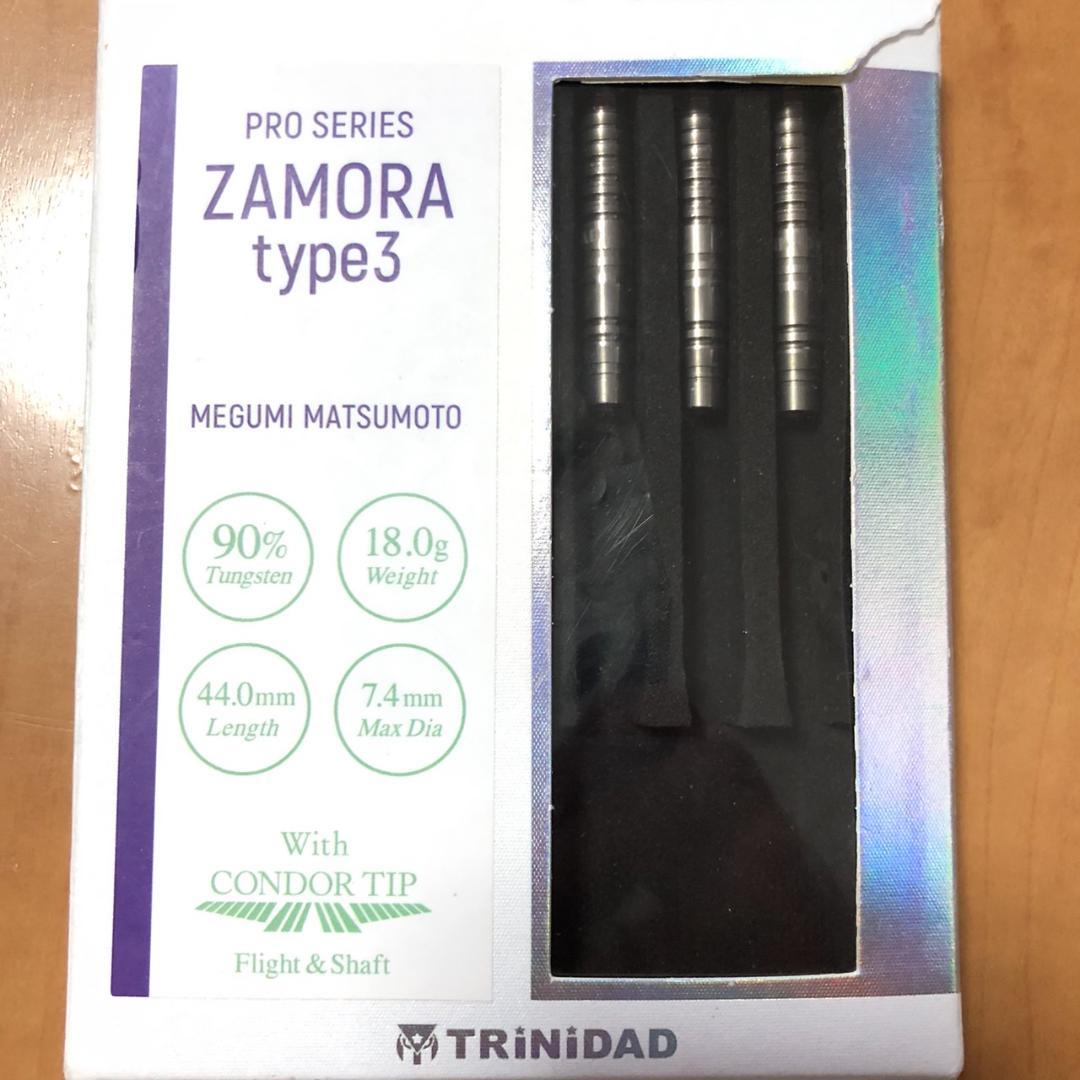 PRO SERIES
ZAMORA
type3
MEGUMI MATSUMOTO
90%
Tungsten
18.0g
Weight
44.0mm
Length
7.4mm
Max Dia
With
CONDOR TIP
Flight & Shaft
TRiNiDAD